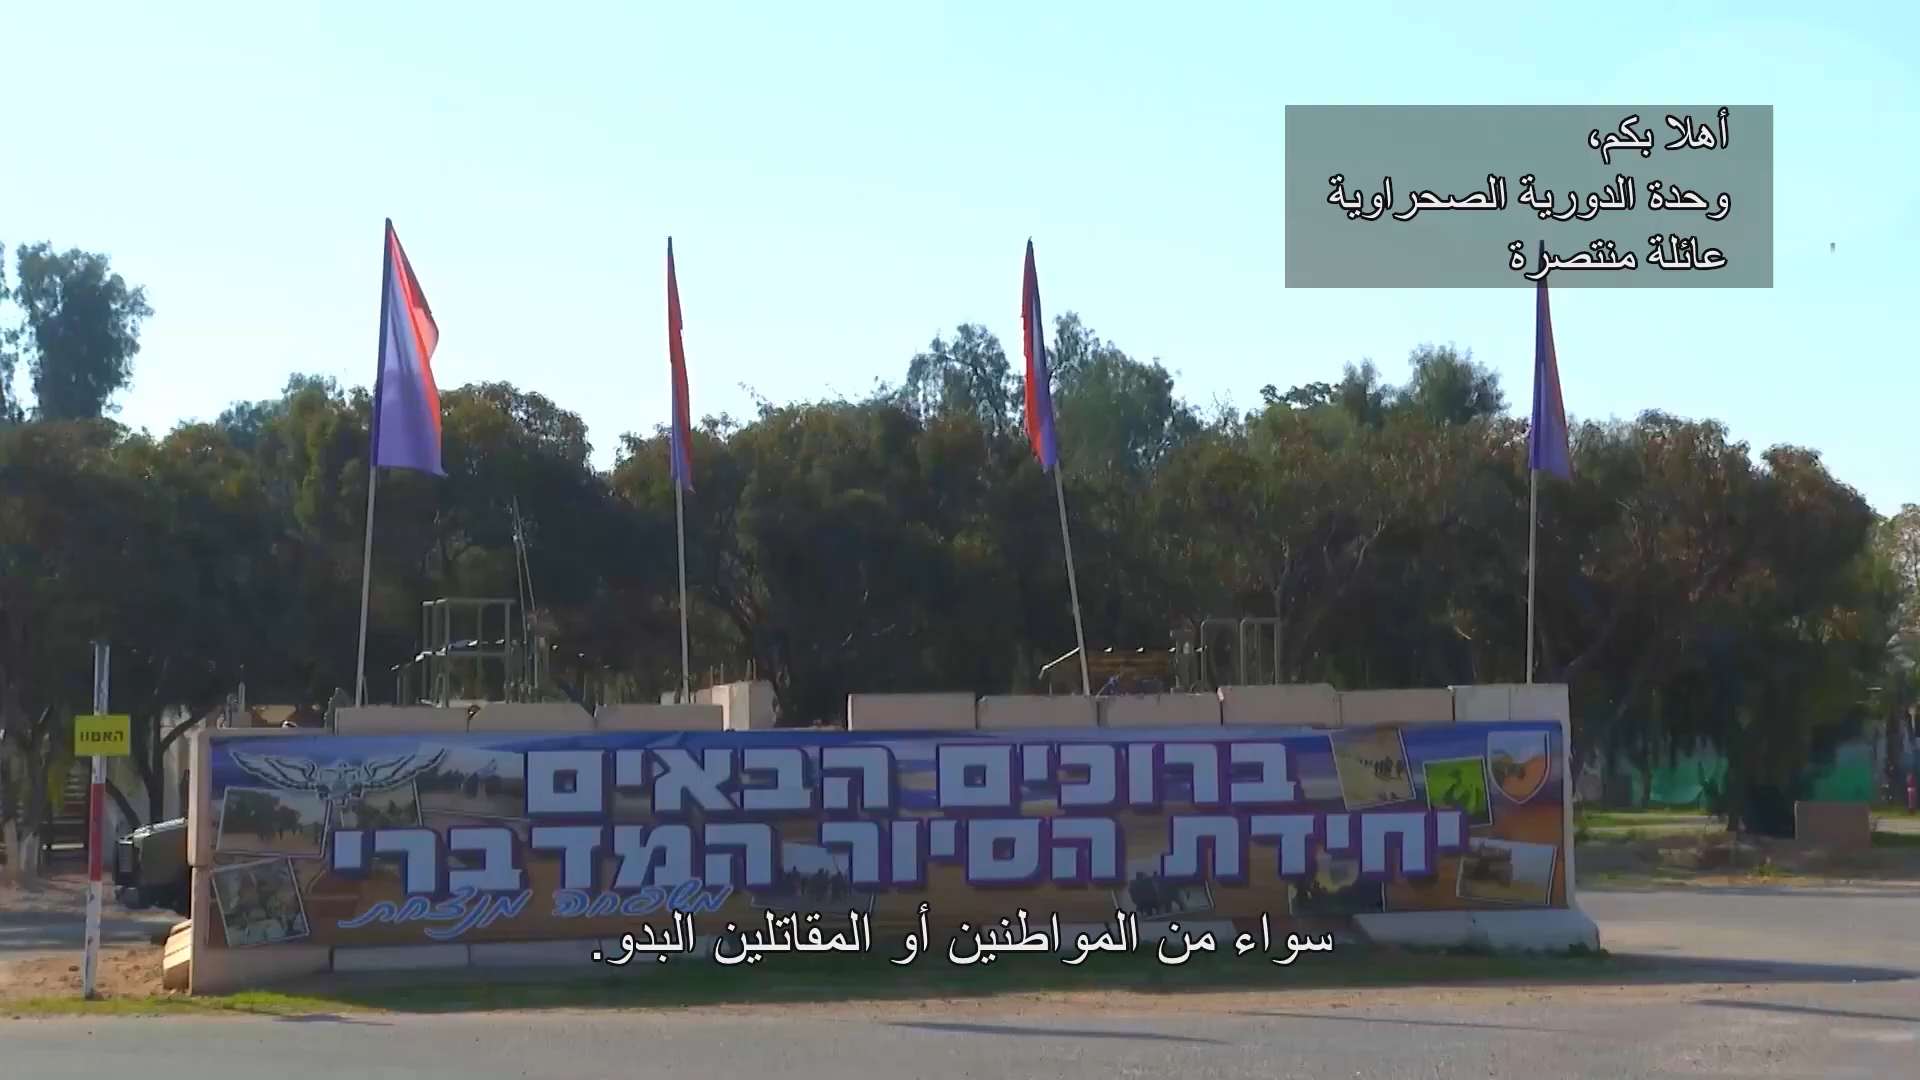 أهلا بكم،
وحدة الدورية الصحراوية
عائلة منتصرة
האטוו
ברוכים הבאים
יחידת הסיור המדברי
משפחה מנצחת
سواء من المواطنين أو المقاتلين البدو.